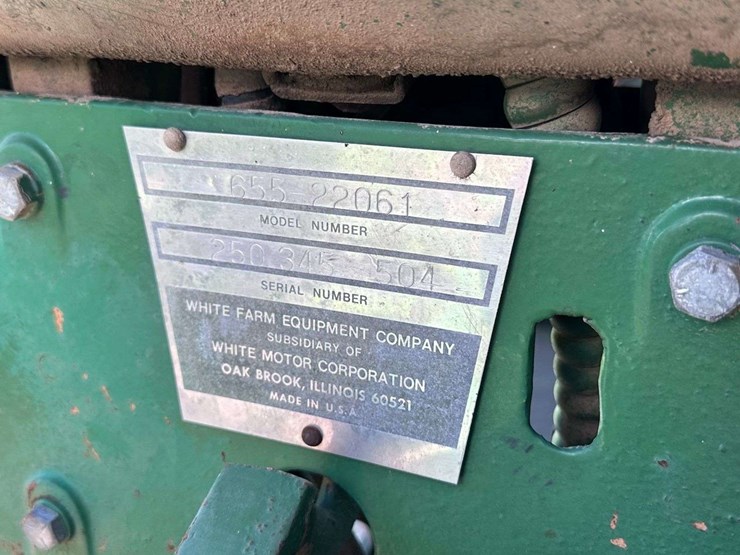 655 22061
MODEL NUMBER
250 345 504
SERIAL NUMBER
WHITE FARM EQUIPMENT COMPANY
SUBSIDIARY OF
WHITE MOTOR CORPORATION
OAK BROOK, ILLINOIS 60521
MADE IN U.S.A.